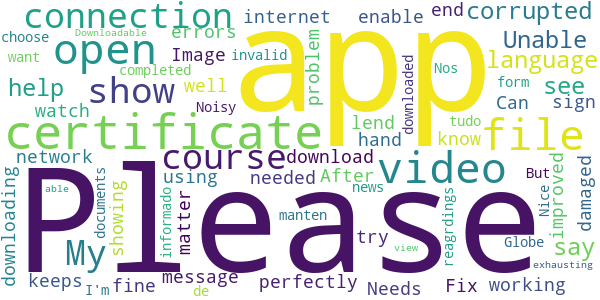 connection internet enable end corrupted
choose Downloadable errors
want open Image invalid app problem Unable
completed language
help show well Nos downloaded see
watch Noisy tudo form Can sign
certificate lend know file
network course download hand
using needed After video But improved damaged
downloading able documents showing Please news Nice say
My matter informado try manten reagrdings Globe
keeps message perfectly view exhausting
I'm fine de Needs Fix working